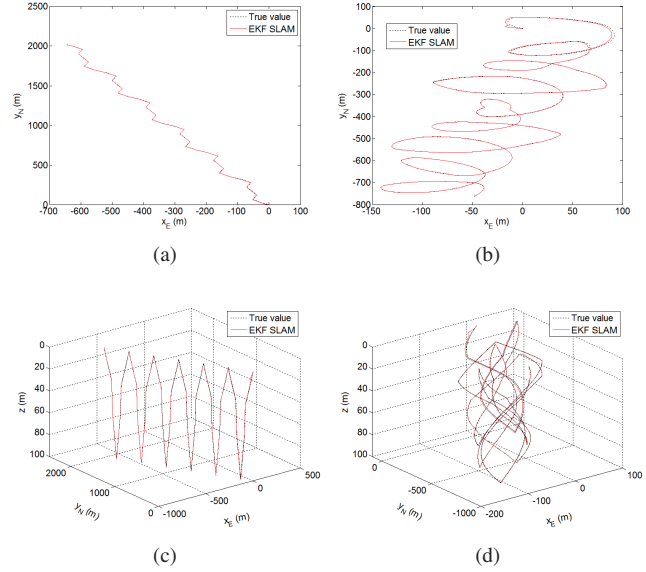 2500
True value
EKF SLAM
2000
1500
1000
500
0
y_N (m)
-700 -600 -500 -400 -300 -200 -100 0 100
x_E (m)
(a)
100
True value
EKF SLAM
0
-100
-200
-300
-400
-500
-600
-700
-800
y_N (m)
-150 -100 -50 0 50 100
x_E (m)
(b)
True value
EKF SLAM
0
20
40
60
80
100
z (m)
2000
1000
0
y_N (m)
-1000
-500
0
500
x_E (m)
(c)
True value
EKF SLAM
0
20
40
60
80
100
z (m)
0
-500
-1000
y_N (m)
-200
-100
0
100
x_E (m)
(d)